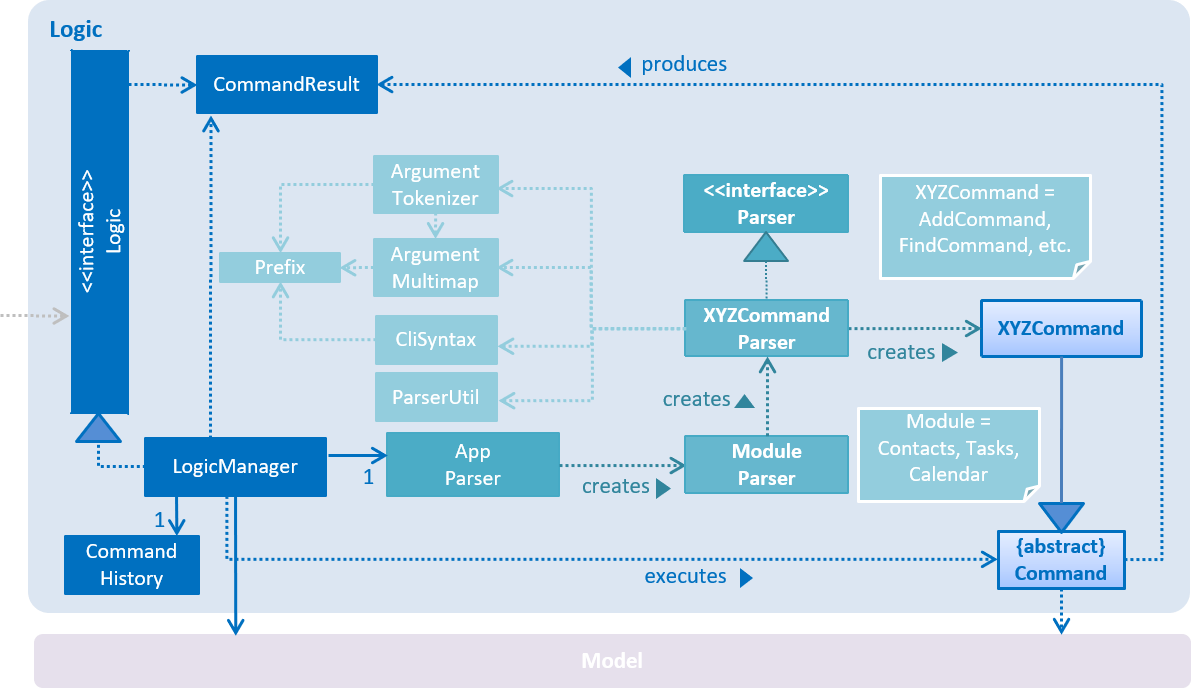 Logic
<<interface>>
Logic
CommandResult
produces
Argument
Tokenizer
<<interface>>
Parser
XYZCommand =
AddCommand,
FindCommand, etc.
Prefix
Argument
Multimap
CliSyntax
XYZCommand
Parser
XYZCommand
creates
ParserUtil
creates
Module =
Contacts, Tasks,
Calendar
LogicManager
1
App
Parser
creates
Module
Parser
1
Command
History
executes
{abstract}
Command
Model